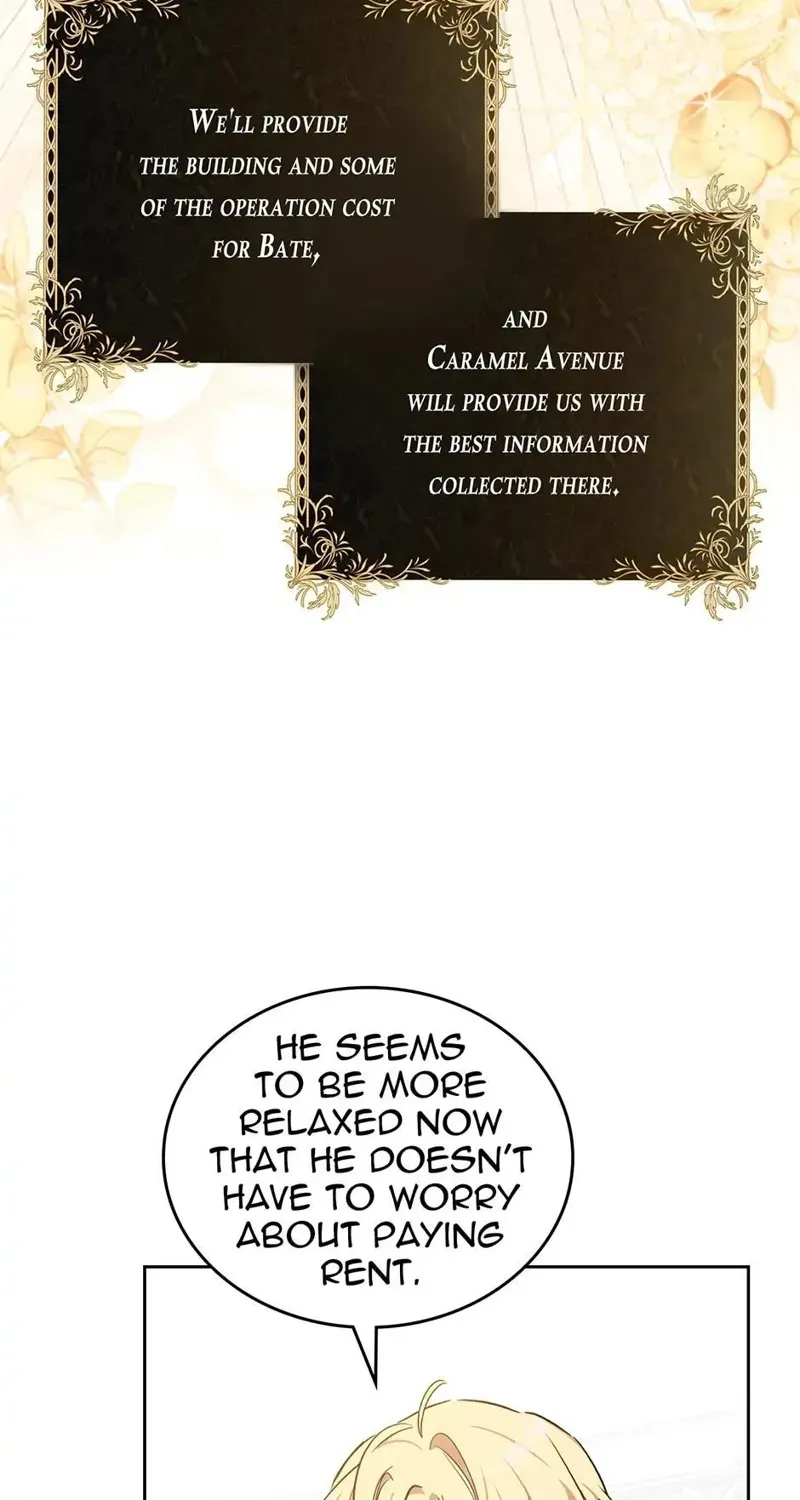 WE'LL PROVIDE
THE BUILDING AND SOME
OF THE OPERATION COST
FOR BATE,
AND
CARAMEL AVENUE
WILL PROVIDE US WITH
THE BEST INFORMATION
COLLECTED THERE.
HE SEEMS
TO BE MORE
RELAXED NOW
THAT HE DOESN'T
HAVE TO WORRY
ABOUT PAYING
RENT.